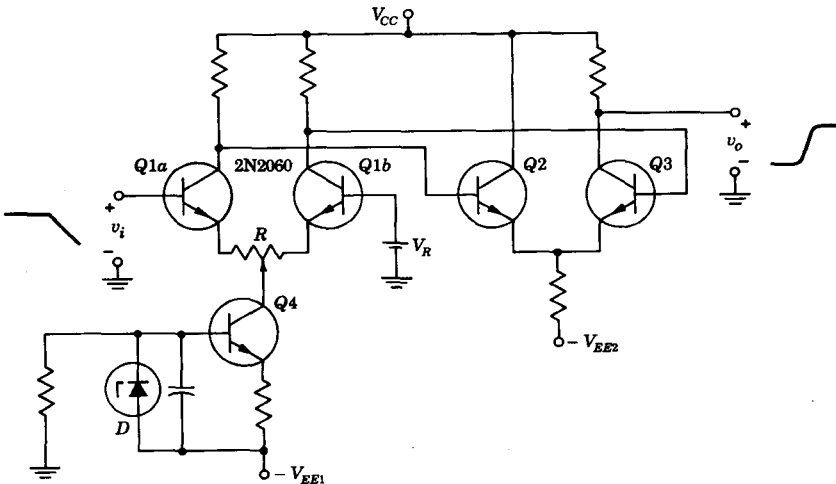 V_CC
Q1a
2N2060
Q1b
Q2
Q3
+
v_o
-
+
v_i
-
R
V_R
Q4
D
- V_EE2
- V_EE1